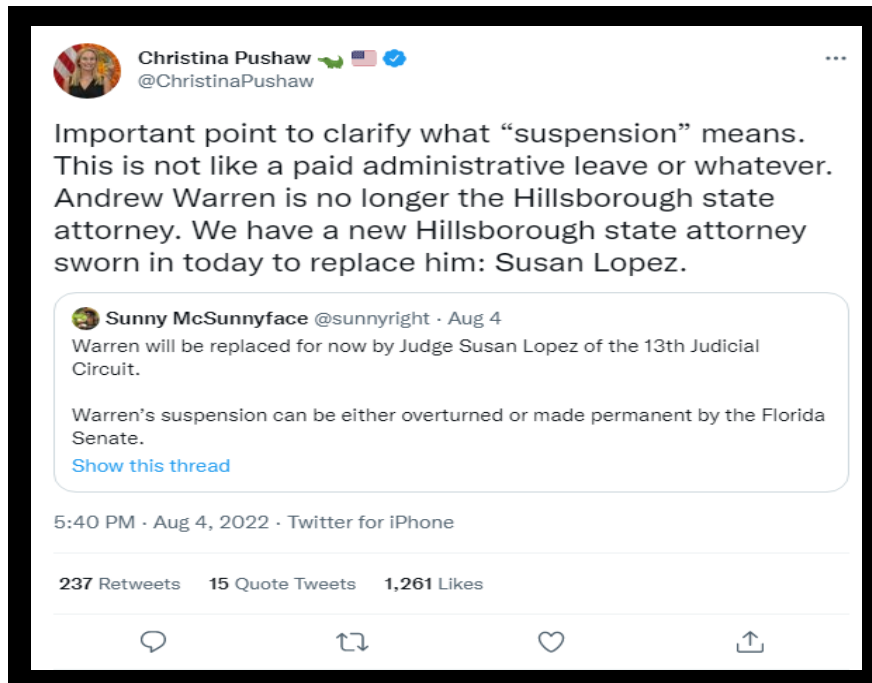 Christina Pushaw 🐊 🇺🇸
@ChristinaPushaw
Important point to clarify what “suspension” means.
This is not like a paid administrative leave or whatever.
Andrew Warren is no longer the Hillsborough state
attorney. We have a new Hillsborough state attorney
sworn in today to replace him: Susan Lopez.
Sunny McSunnyface @sunnyright · Aug 4
Warren will be replaced for now by Judge Susan Lopez of the 13th Judicial
Circuit.
Warren’s suspension can be either overturned or made permanent by the Florida
Senate.
Show this thread
5:40 PM · Aug 4, 2022 · Twitter for iPhone
237 Retweets 15 Quote Tweets 1,261 Likes